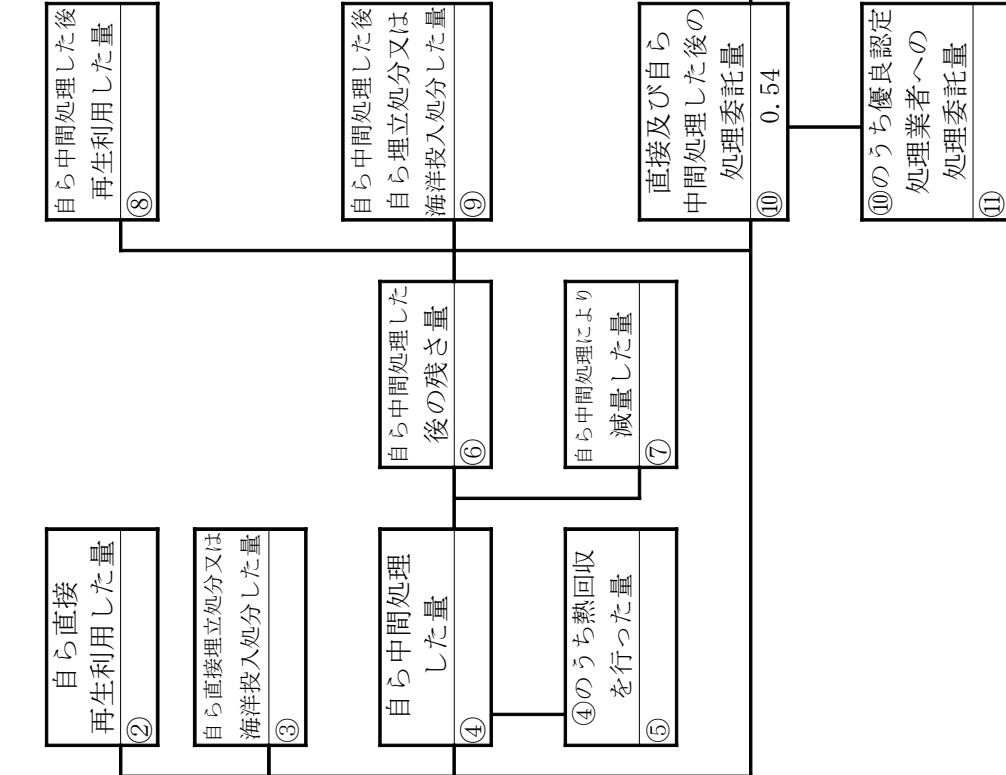 自ら直接
再生利用した量
②
自ら直接埋立処分又は
海洋投入処分した量
③
自ら中間処理
した量
④
④のうち熱回収
を行った量
⑤
自ら中間処理した
後の残さ量
⑥
自ら中間処理により
減量した量
⑦
自ら中間処理した後
再生利用した量
⑧
自ら中間処理した後
自ら埋立処分又は
海洋投入処分した量
⑨
直接及び自ら
中間処理した後の
処理委託量
⑩ 0.54
⑩のうち優良認定
処理業者への
処理委託量
⑪